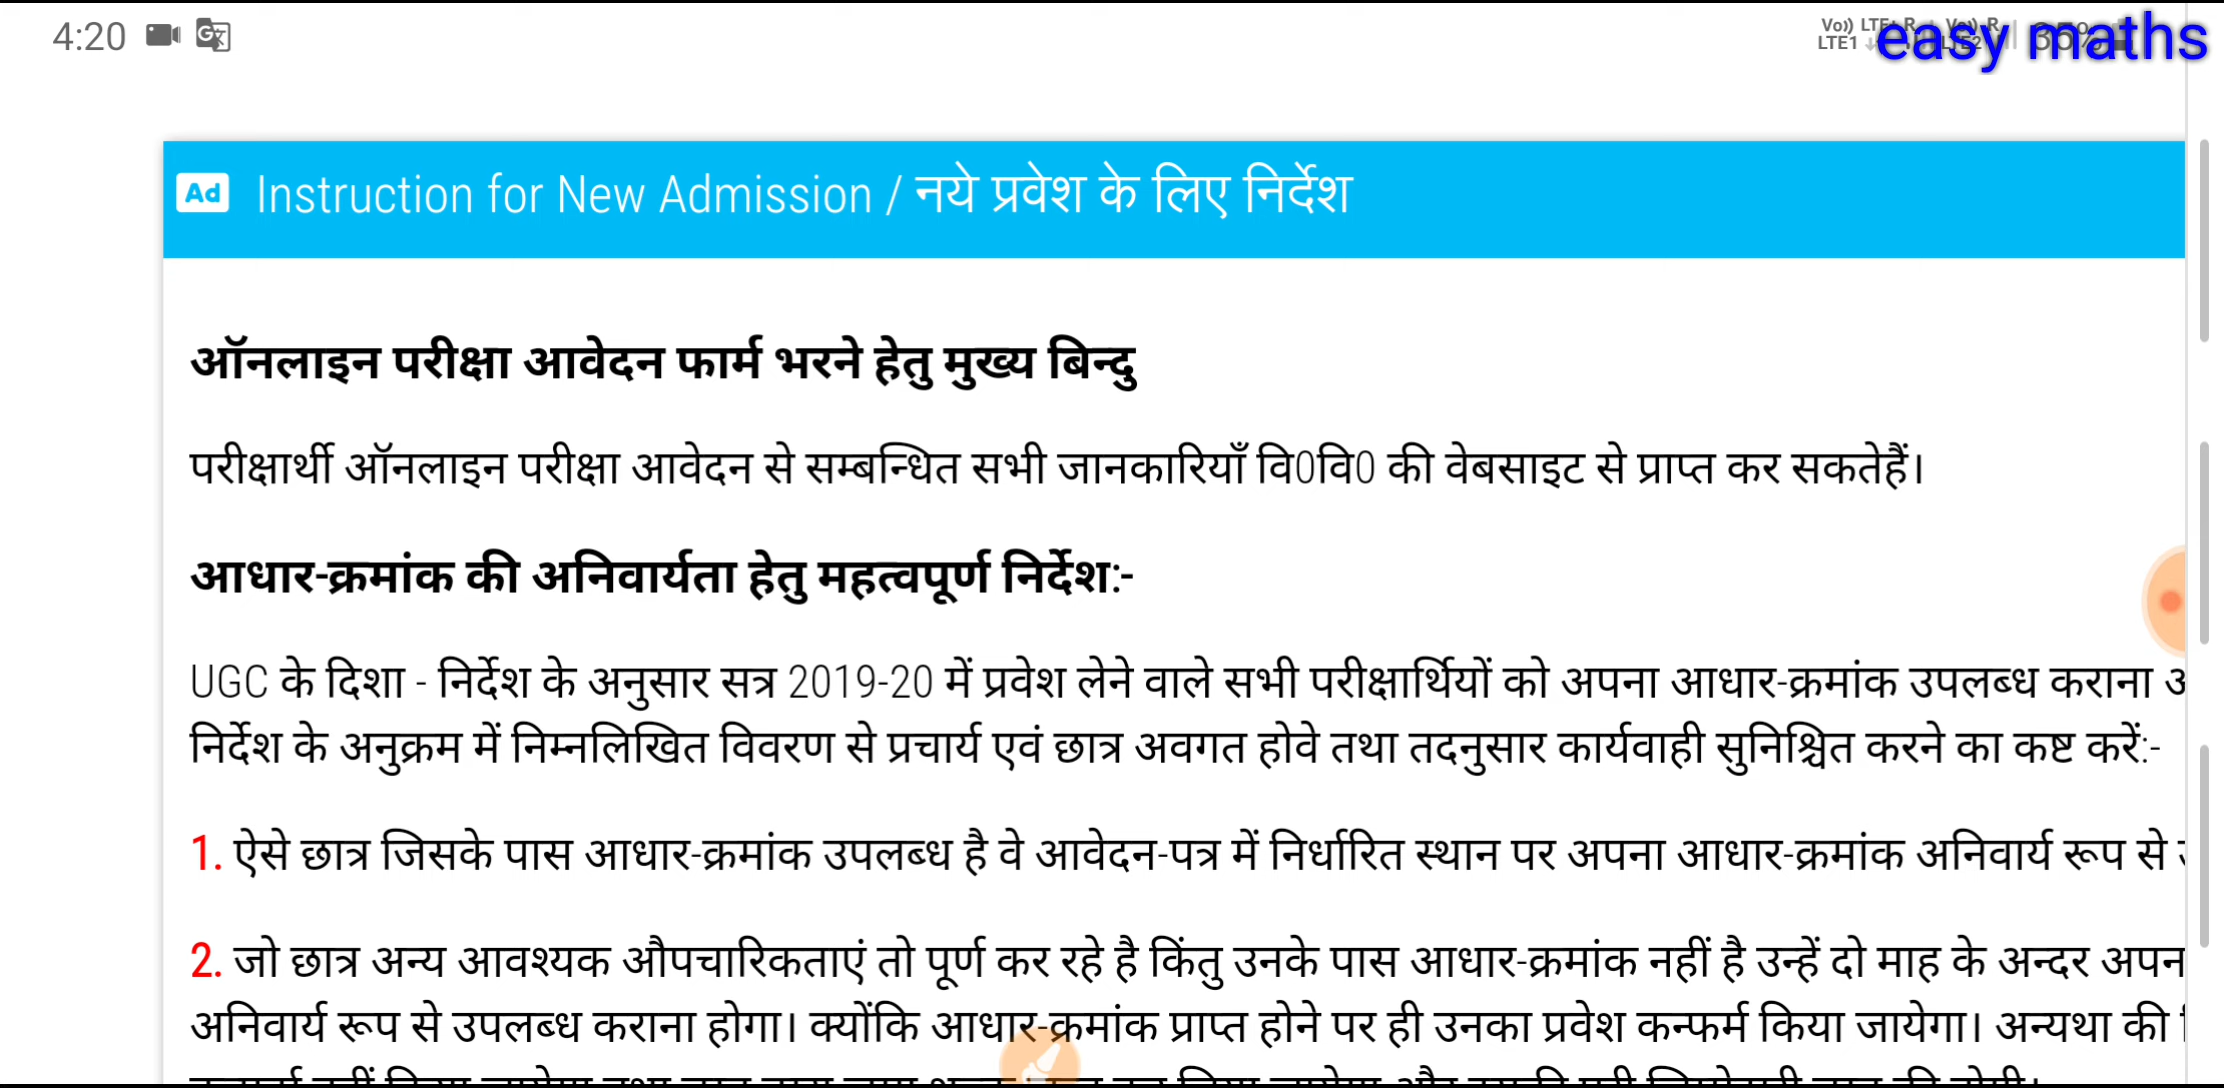 4:20
Vo)) LTE1
easy maths
Ad Instruction for New Admission / नये प्रवेश के लिए निर्देश
ऑनलाइन परीक्षा आवेदन फार्म भरने हेतु मुख्य बिन्दु
परीक्षार्थी ऑनलाइन परीक्षा आवेदन से सम्बन्धित सभी जानकारियाँ वि0वि0 की वेबसाइट से प्राप्त कर सकतेहैं।
आधार-क्रमांक की अनिवार्यता हेतु महत्वपूर्ण निर्देश:-
UGC के दिशा - निर्देश के अनुसार सत्र 2019-20 में प्रवेश लेने वाले सभी परीक्षार्थियों को अपना आधार-क्रमांक उपलब्ध कराना
निर्देश के अनुक्रम में निम्नलिखित विवरण से प्रचार्य एवं छात्र अवगत होवे तथा तदनुसार कार्यवाही सुनिश्चित करने का कष्ट करें:-
1. ऐसे छात्र जिसके पास आधार-क्रमांक उपलब्ध है वे आवेदन-पत्र में निर्धारित स्थान पर अपना आधार-क्रमांक अनिवार्य रूप से
2. जो छात्र अन्य आवश्यक औपचारिकताएं तो पूर्ण कर रहे है किंतु उनके पास आधार-क्रमांक नहीं है उन्हें दो माह के अन्दर अपन
अनिवार्य रूप से उपलब्ध कराना होगा। क्योंकि आधार-क्रमांक प्राप्त होने पर ही उनका प्रवेश कन्फर्म किया जायेगा। अन्यथा की